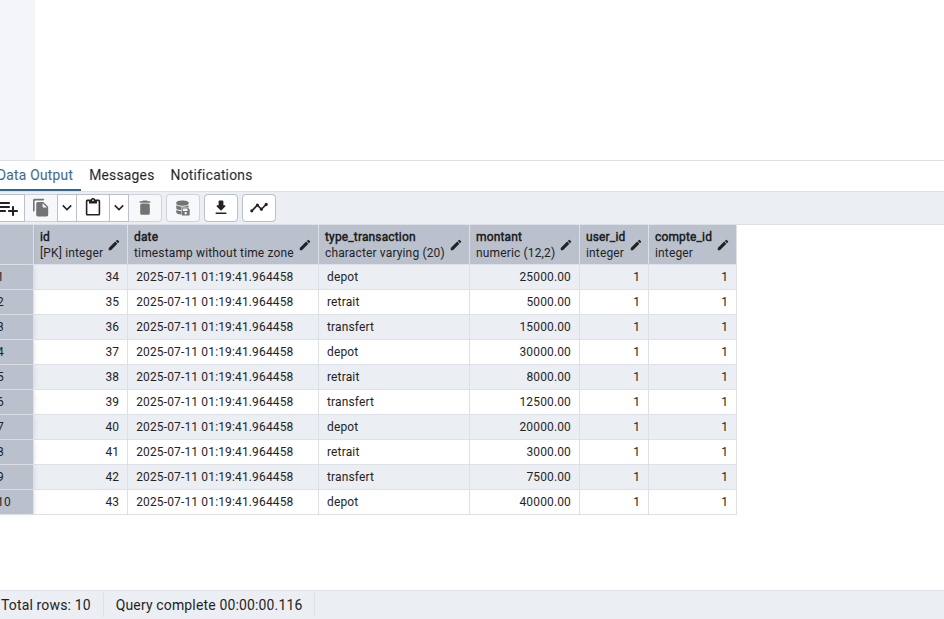 Data Output Messages Notifications
id date type_transaction montant user_id compte_id
[PK] integer timestamp without time zone character varying (20) numeric (12,2) integer integer
1 34 2025-07-11 01:19:41.964458 depot 25000.00 1 1
2 35 2025-07-11 01:19:41.964458 retrait 5000.00 1 1
3 36 2025-07-11 01:19:41.964458 transfert 15000.00 1 1
4 37 2025-07-11 01:19:41.964458 depot 30000.00 1 1
5 38 2025-07-11 01:19:41.964458 retrait 8000.00 1 1
6 39 2025-07-11 01:19:41.964458 transfert 12500.00 1 1
7 40 2025-07-11 01:19:41.964458 depot 20000.00 1 1
8 41 2025-07-11 01:19:41.964458 retrait 3000.00 1 1
9 42 2025-07-11 01:19:41.964458 transfert 7500.00 1 1
10 43 2025-07-11 01:19:41.964458 depot 40000.00 1 1
Total rows: 10 Query complete 00:00:00.116